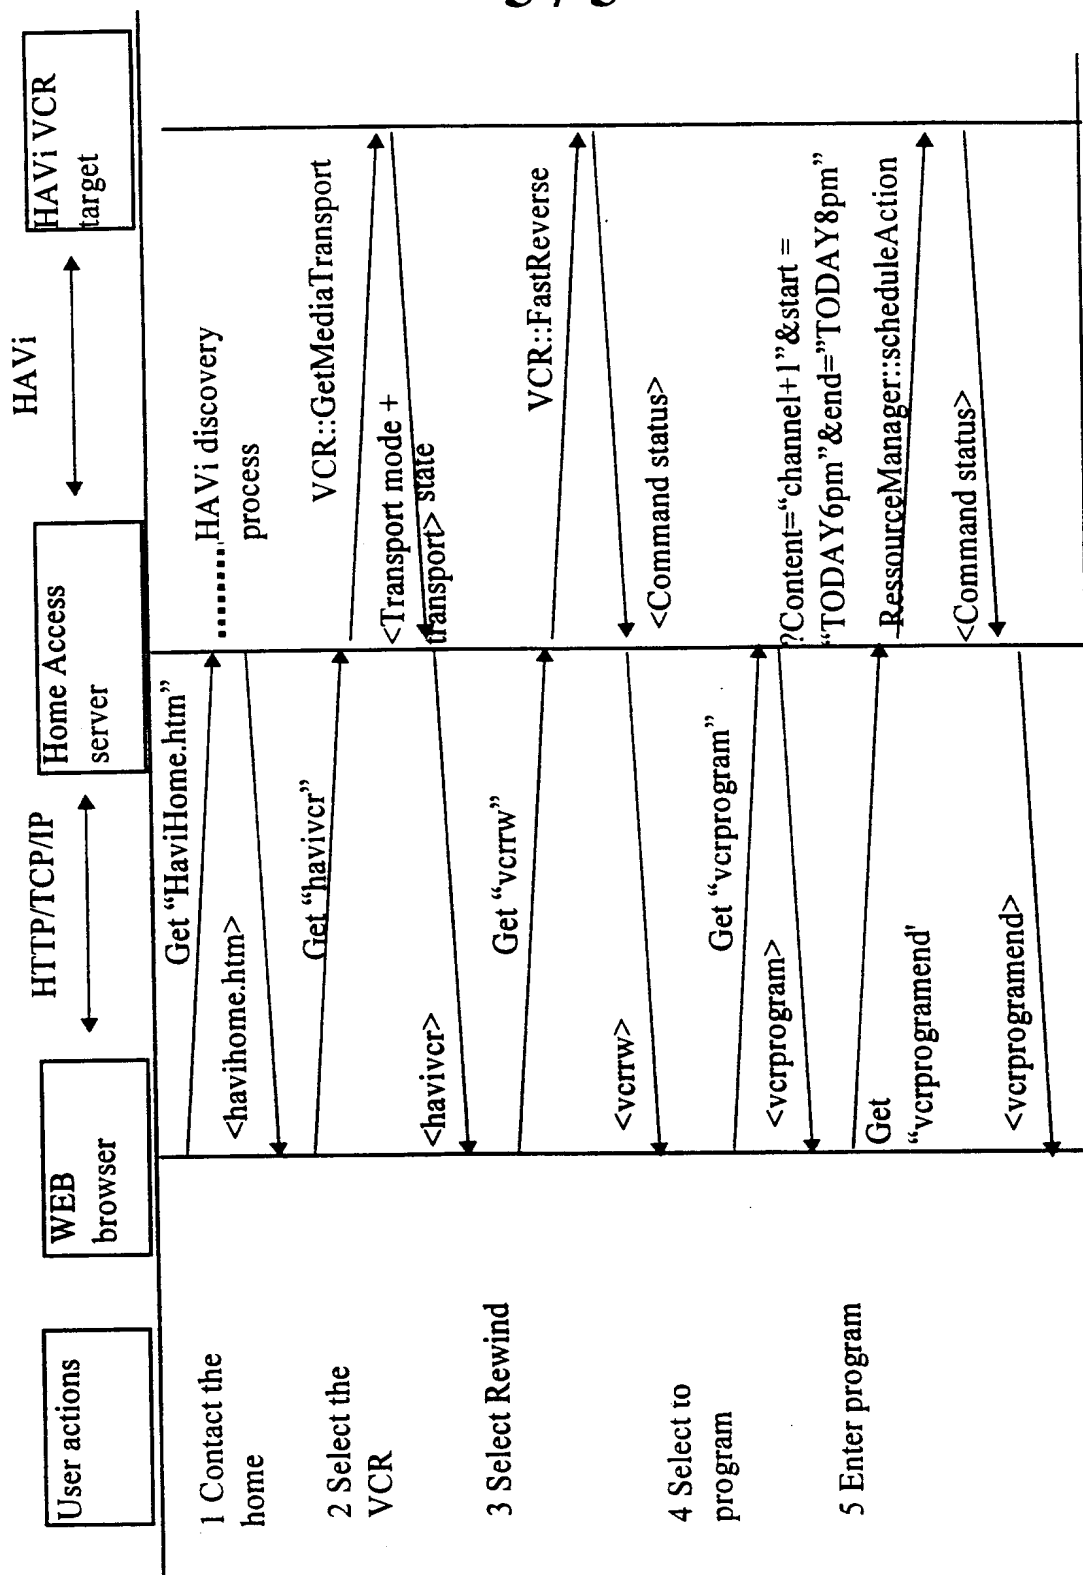 User actions
WEB
browser
HTTP/TCP/IP
Home Access
server
HAVi
HAVi VCR
target
1 Contact the
home
Get “HaviHome.htm”
<havihome.htm>
HAVi discovery
process
2 Select the
VCR
Get “havivcr”
VCR::GetMediaTransport
<Transport mode +
transport> state
<havivcr>
3 Select Rewind
Get “vcrrw”
VCR::FastReverse
<Command status>
<vcrrw>
4 Select to
program
Get “vcrprogram”
<vcrprogram>
5 Enter program
Get
“vcrprogramend'
?Content=“channel+1”&start =
“TODAY6pm”&end=”TODAY8pm”
RessourceManager::scheduleAction
<Command status>
<vcrprogramend>